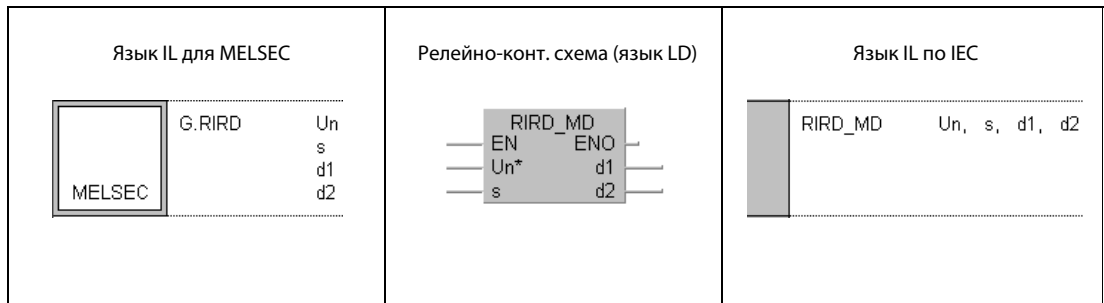 Язык IL для MELSEC
G.RIRD Un
s
d1
d2
MELSEC
Релейно-конт. схема (язык LD)
RIRD_MD
EN ENO
Un* d1
s d2
Язык IL по IEC
RIRD_MD Un, s, d1, d2